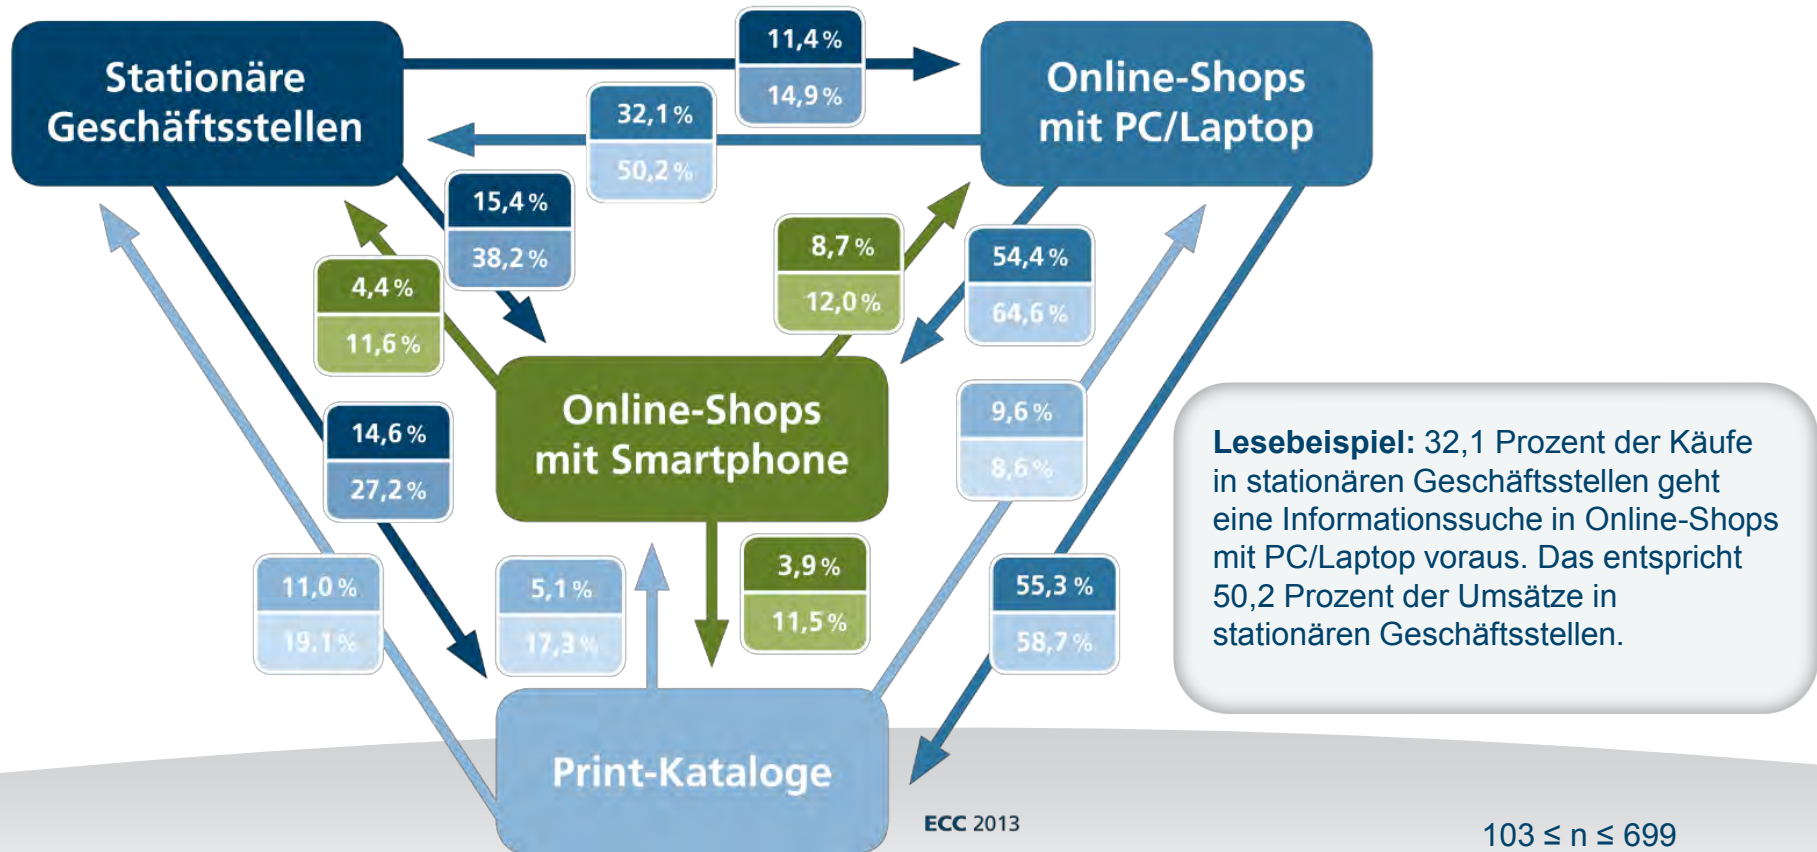 Stationäre
Geschäftsstellen
11,4 %
14,9 %
Online-Shops
mit PC/Laptop
32,1 %
50,2 %
15,4 %
38,2 %
8,7 %
12,0 %
54,4 %
64,6 %
4,4 %
11,6 %
Online-Shops
mit Smartphone
9,6 %
8,6 %
14,6 %
27,2 %
Lesebeispiel: 32,1 Prozent der Käufe
in stationären Geschäftsstellen geht
eine Informationssuche in Online-Shops
mit PC/Laptop voraus. Das entspricht
50,2 Prozent der Umsätze in
stationären Geschäftsstellen.
11,0 %
19,1 %
5,1 %
17,3 %
3,9 %
11,5 %
55,3 %
58,7 %
Print-Kataloge
ECC 2013
103 ≤ n ≤ 699